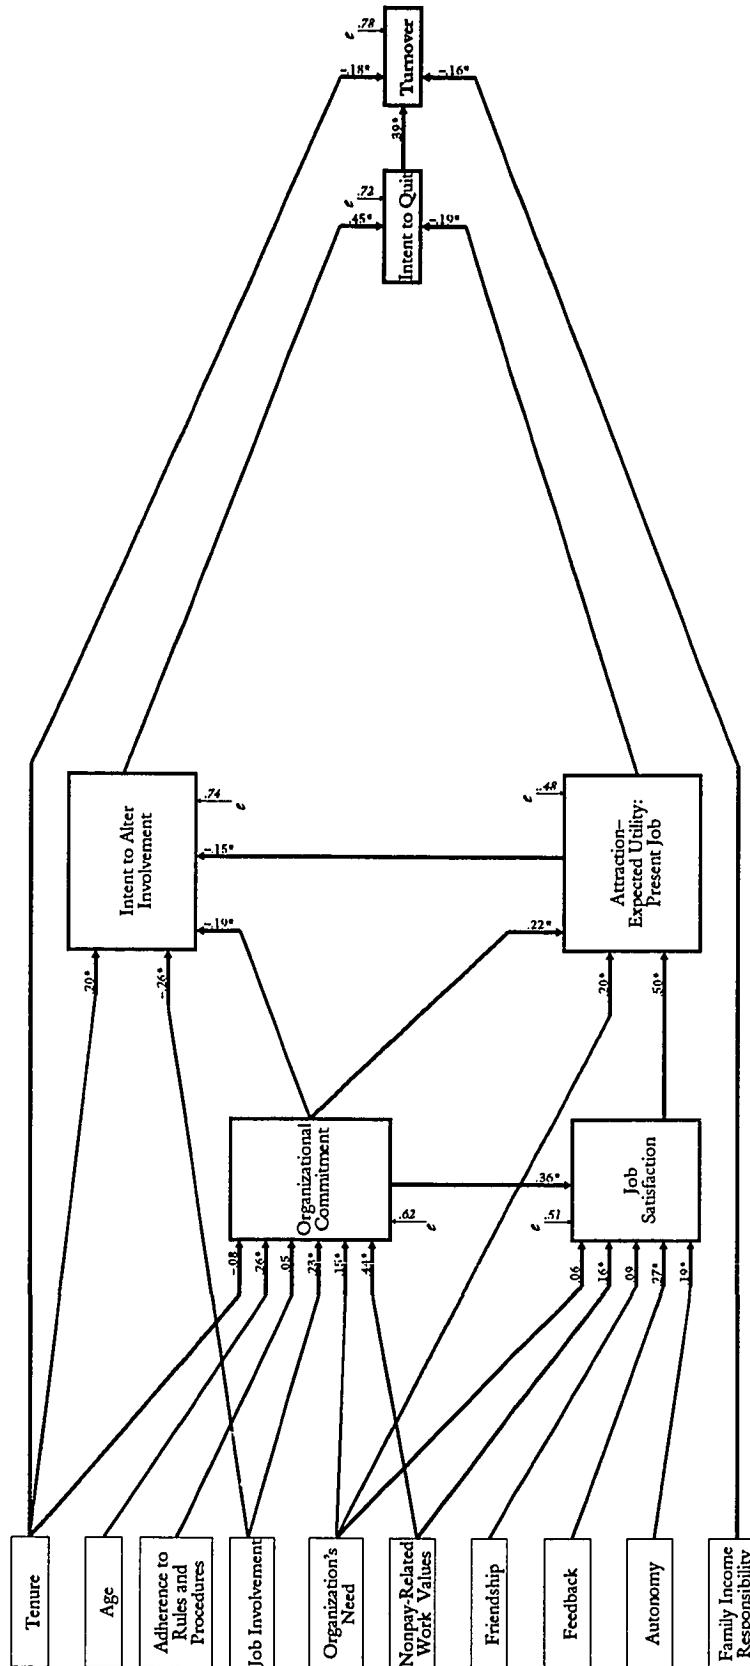 Tenure
Age
Adherence to
Rules and
Procedures
Job Involvement
Organization's
Need
Nonpay-Related
Work Values
Friendship
Feedback
Autonomy
Family Income
Responsibility
-.08
.26*
.05
.23*
.15*
.44*
.06
.16*
.09
.27*
.19*
Organizational
Commitment
.62
e
.36*
Job
Satisfaction
.51
e
.20*
-.26*
-.19*
-.15*
Intent to Alter
Involvement
.74
e
.22*
.20*
.50*
Attraction–
Expected Utility:
Present Job
.48
e
.45*
-.19*
Intent to Quit
.72
e
.39*
-.18*
-.16*
Turnover
.78
e